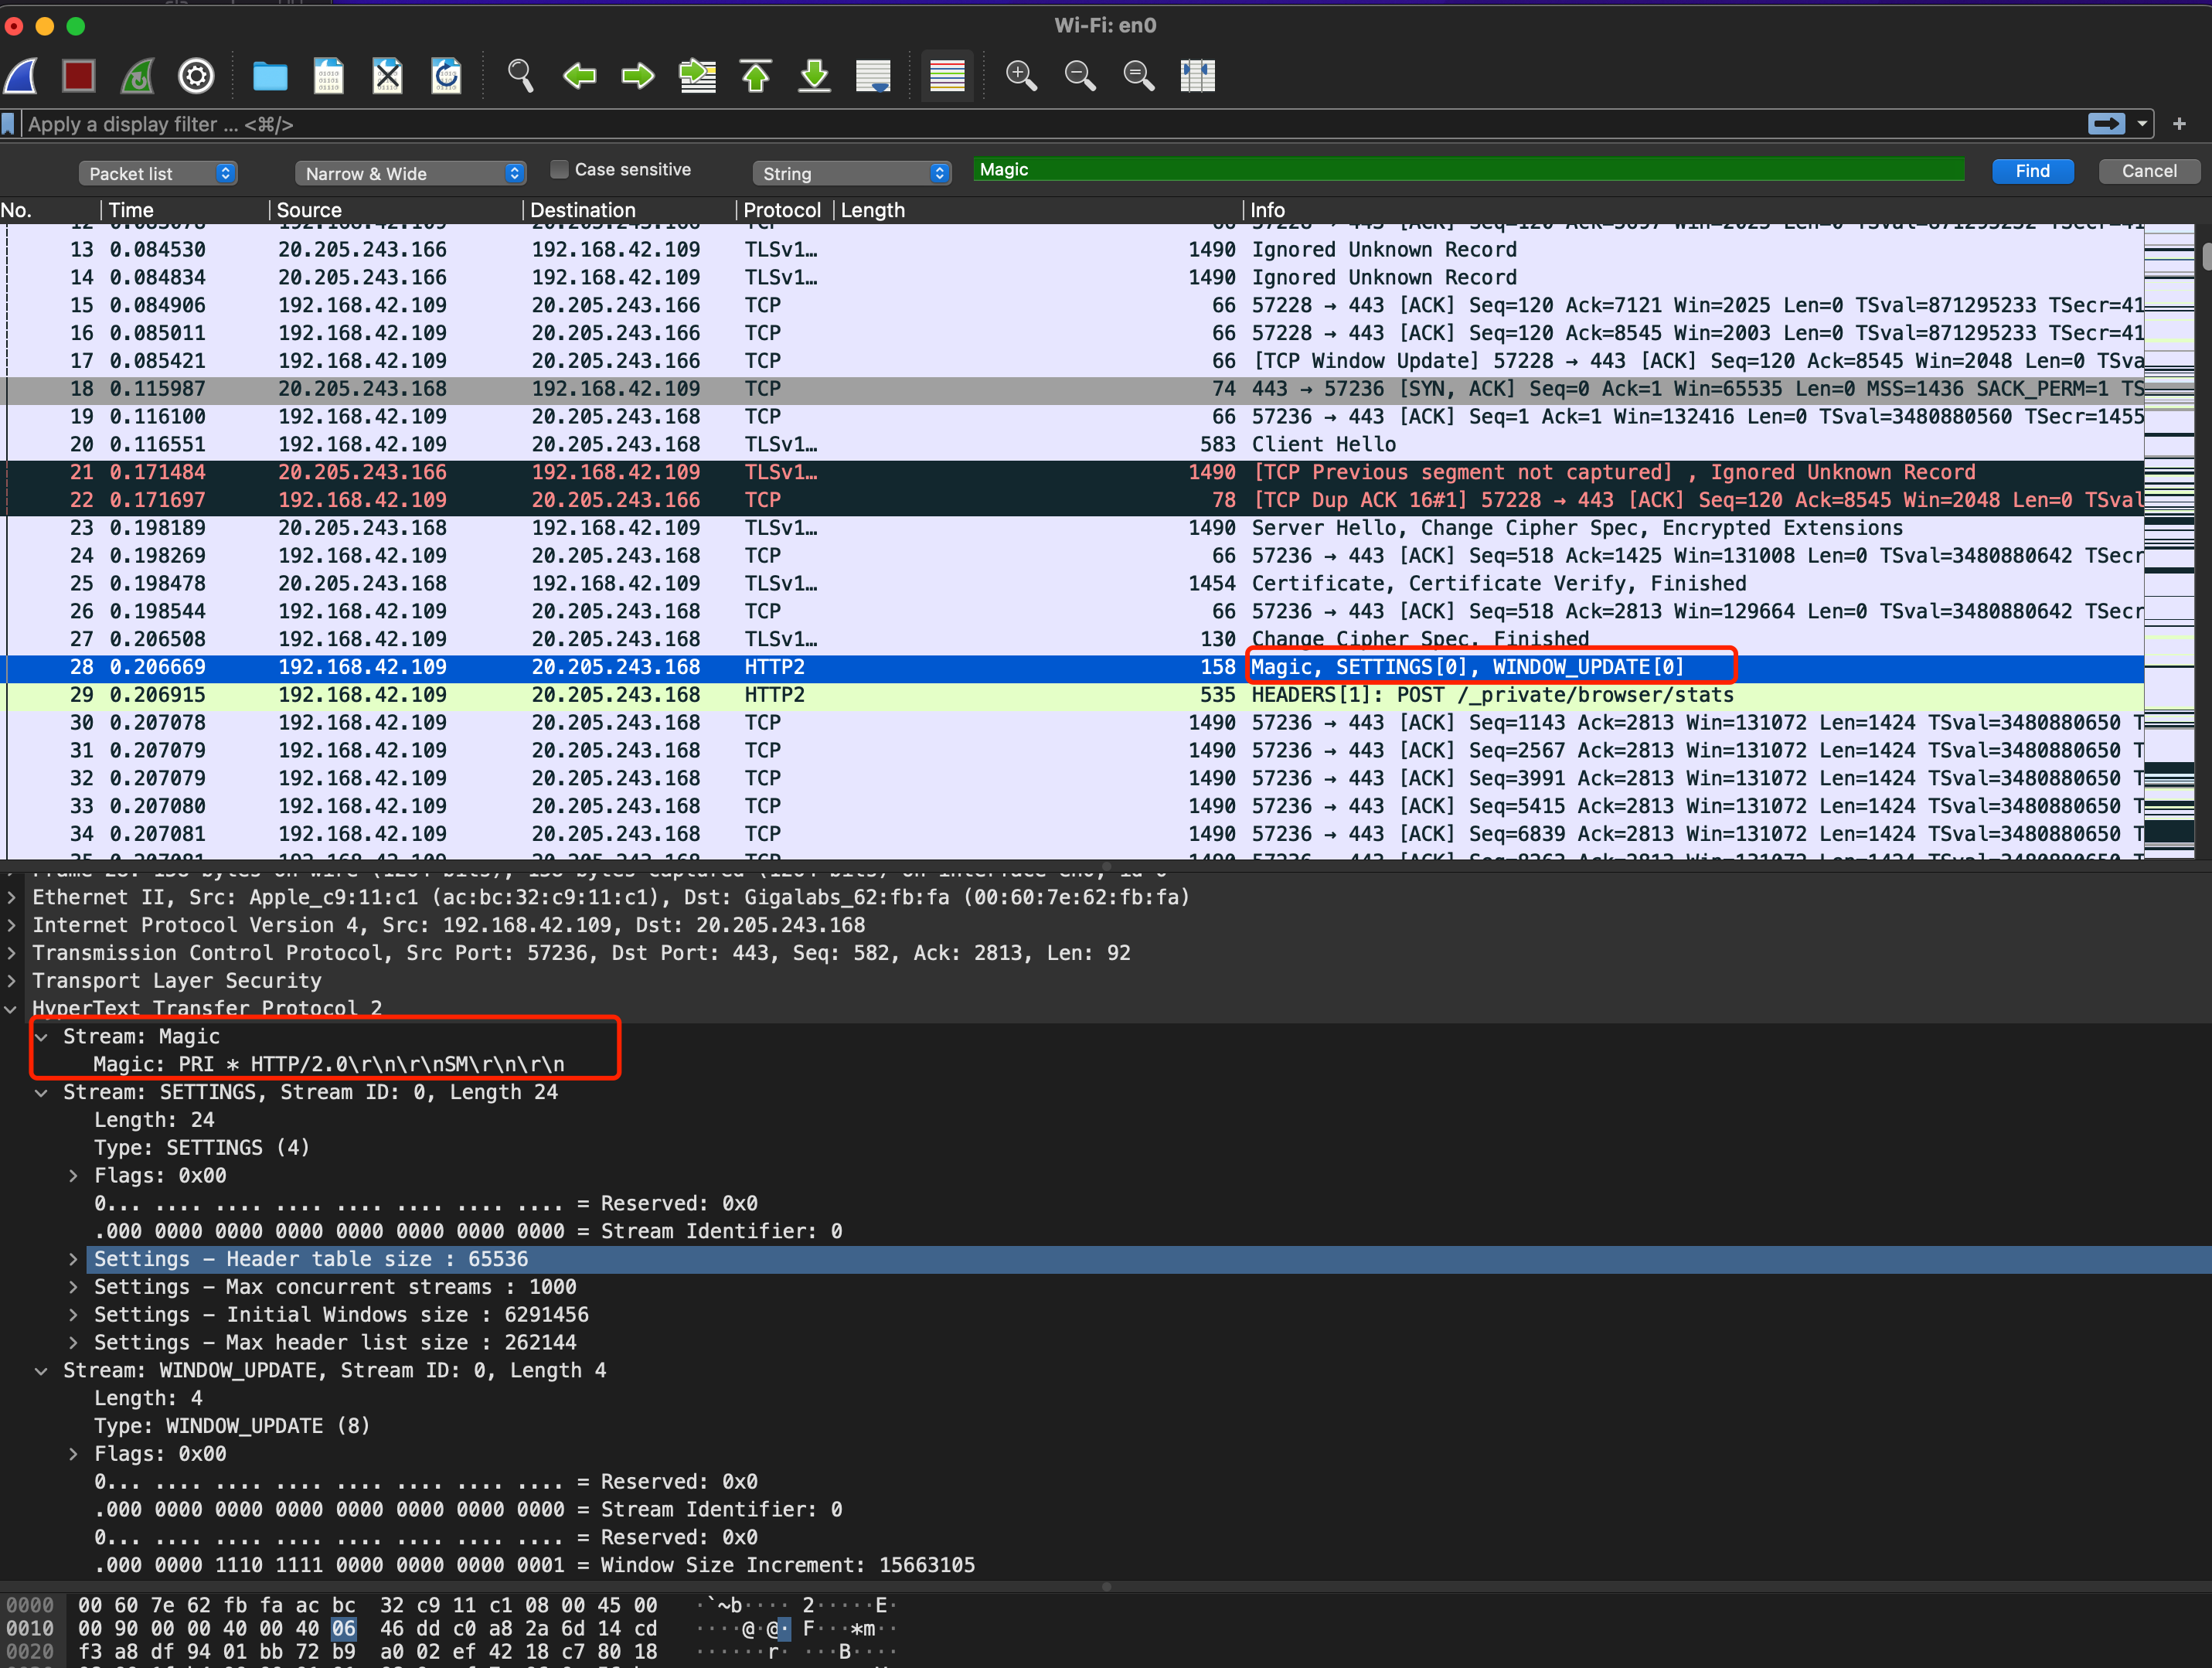 Wi-Fi: en0
Apply a display filter ... <⌘/>
+
Packet list Narrow & Wide Case sensitive String Magic Find Cancel
No. Time Source Destination Protocol Length Info
13 0.084530 20.205.243.166 192.168.42.109 TLSv1… 1490 Ignored Unknown Record
14 0.084834 20.205.243.166 192.168.42.109 TLSv1… 1490 Ignored Unknown Record
15 0.084906 192.168.42.109 20.205.243.166 TCP 66 57228 → 443 [ACK] Seq=120 Ack=7121 Win=2025 Len=0 TSval=871295233 TSecr=41
16 0.085011 192.168.42.109 20.205.243.166 TCP 66 57228 → 443 [ACK] Seq=120 Ack=8545 Win=2003 Len=0 TSval=871295233 TSecr=41
17 0.085421 192.168.42.109 20.205.243.166 TCP 66 [TCP Window Update] 57228 → 443 [ACK] Seq=120 Ack=8545 Win=2048 Len=0 TSva
18 0.115987 20.205.243.168 192.168.42.109 TCP 74 443 → 57236 [SYN, ACK] Seq=0 Ack=1 Win=65535 Len=0 MSS=1436 SACK_PERM=1 TS
19 0.116100 192.168.42.109 20.205.243.168 TCP 66 57236 → 443 [ACK] Seq=1 Ack=1 Win=132416 Len=0 TSval=3480880560 TSecr=1455
20 0.116551 192.168.42.109 20.205.243.168 TLSv1… 583 Client Hello
21 0.171484 20.205.243.166 192.168.42.109 TLSv1… 1490 [TCP Previous segment not captured] , Ignored Unknown Record
22 0.171697 192.168.42.109 20.205.243.166 TCP 78 [TCP Dup ACK 16#1] 57228 → 443 [ACK] Seq=120 Ack=8545 Win=2048 Len=0 TSval
23 0.198189 20.205.243.168 192.168.42.109 TLSv1… 1490 Server Hello, Change Cipher Spec, Encrypted Extensions
24 0.198269 192.168.42.109 20.205.243.168 TCP 66 57236 → 443 [ACK] Seq=518 Ack=1425 Win=131008 Len=0 TSval=3480880642 TSecr
25 0.198478 20.205.243.168 192.168.42.109 TLSv1… 1454 Certificate, Certificate Verify, Finished
26 0.198544 192.168.42.109 20.205.243.168 TCP 66 57236 → 443 [ACK] Seq=518 Ack=2813 Win=129664 Len=0 TSval=3480880642 TSecr
27 0.206508 192.168.42.109 20.205.243.168 TLSv1… 130 Change Cipher Spec, Finished
28 0.206669 192.168.42.109 20.205.243.168 HTTP2 158 Magic, SETTINGS[0], WINDOW_UPDATE[0]
29 0.206915 192.168.42.109 20.205.243.168 HTTP2 535 HEADERS[1]: POST /_private/browser/stats
30 0.207078 192.168.42.109 20.205.243.168 TCP 1490 57236 → 443 [ACK] Seq=1143 Ack=2813 Win=131072 Len=1424 TSval=3480880650 T
31 0.207079 192.168.42.109 20.205.243.168 TCP 1490 57236 → 443 [ACK] Seq=2567 Ack=2813 Win=131072 Len=1424 TSval=3480880650 T
32 0.207079 192.168.42.109 20.205.243.168 TCP 1490 57236 → 443 [ACK] Seq=3991 Ack=2813 Win=131072 Len=1424 TSval=3480880650 T
33 0.207080 192.168.42.109 20.205.243.168 TCP 1490 57236 → 443 [ACK] Seq=5415 Ack=2813 Win=131072 Len=1424 TSval=3480880650 T
34 0.207081 192.168.42.109 20.205.243.168 TCP 1490 57236 → 443 [ACK] Seq=6839 Ack=2813 Win=131072 Len=1424 TSval=3480880650 T
Ethernet II, Src: Apple_c9:11:c1 (ac:bc:32:c9:11:c1), Dst: Gigalabs_62:fb:fa (00:60:7e:62:fb:fa)
Internet Protocol Version 4, Src: 192.168.42.109, Dst: 20.205.243.168
Transmission Control Protocol, Src Port: 57236, Dst Port: 443, Seq: 582, Ack: 2813, Len: 92
Transport Layer Security
HyperText Transfer Protocol 2
Stream: Magic
Magic: PRI * HTTP/2.0\r\n\r\nSM\r\n\r\n
Stream: SETTINGS, Stream ID: 0, Length 24
Length: 24
Type: SETTINGS (4)
Flags: 0x00
0... .... .... .... .... .... .... .... = Reserved: 0x0
.000 0000 0000 0000 0000 0000 0000 0000 = Stream Identifier: 0
Settings – Header table size : 65536
Settings – Max concurrent streams : 1000
Settings – Initial Windows size : 6291456
Settings – Max header list size : 262144
Stream: WINDOW_UPDATE, Stream ID: 0, Length 4
Length: 4
Type: WINDOW_UPDATE (8)
Flags: 0x00
0... .... .... .... .... .... .... .... = Reserved: 0x0
.000 0000 0000 0000 0000 0000 0000 0000 = Stream Identifier: 0
0... .... .... .... .... .... .... .... = Reserved: 0x0
.000 0000 1110 1111 0000 0000 0000 0001 = Window Size Increment: 15663105
0000 00 60 7e 62 fb fa ac bc 32 c9 11 c1 08 00 45 00 ·`~b···· 2·····E·
0010 00 90 00 00 40 00 40 06 46 dd c0 a8 2a 6d 14 cd ····@·@· F···*m··
0020 f3 a8 df 94 01 bb 72 b9 a0 02 ef 42 18 c7 80 18 ······r· ···B····